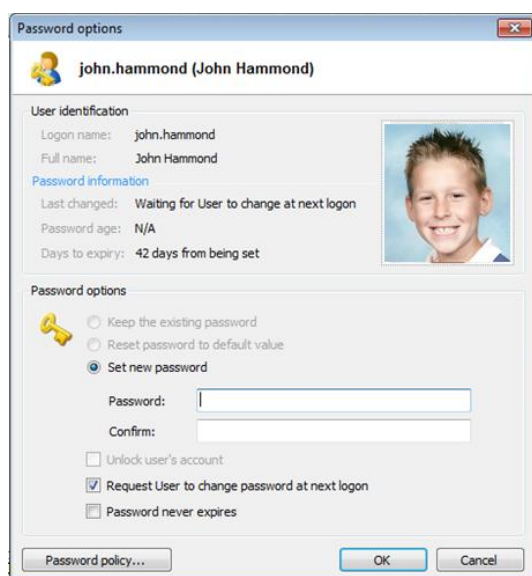 Password options
john.hammond (John Hammond)
User identification
Logon name: john.hammond
Full name: John Hammond
Password information
Last changed: Waiting for User to change at next logon
Password age: N/A
Days to expiry: 42 days from being set
Password options
Keep the existing password
Reset password to default value
Set new password
Password:
Confirm:
Unlock user's account
Request User to change password at next logon
Password never expires
Password policy... OK Cancel